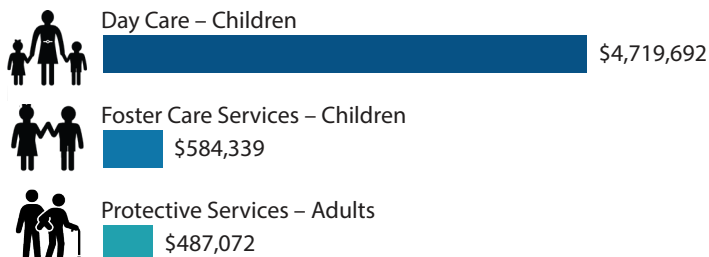 Day Care – Children
$4,719,692
Foster Care Services – Children
$584,339
Protective Services – Adults
$487,072